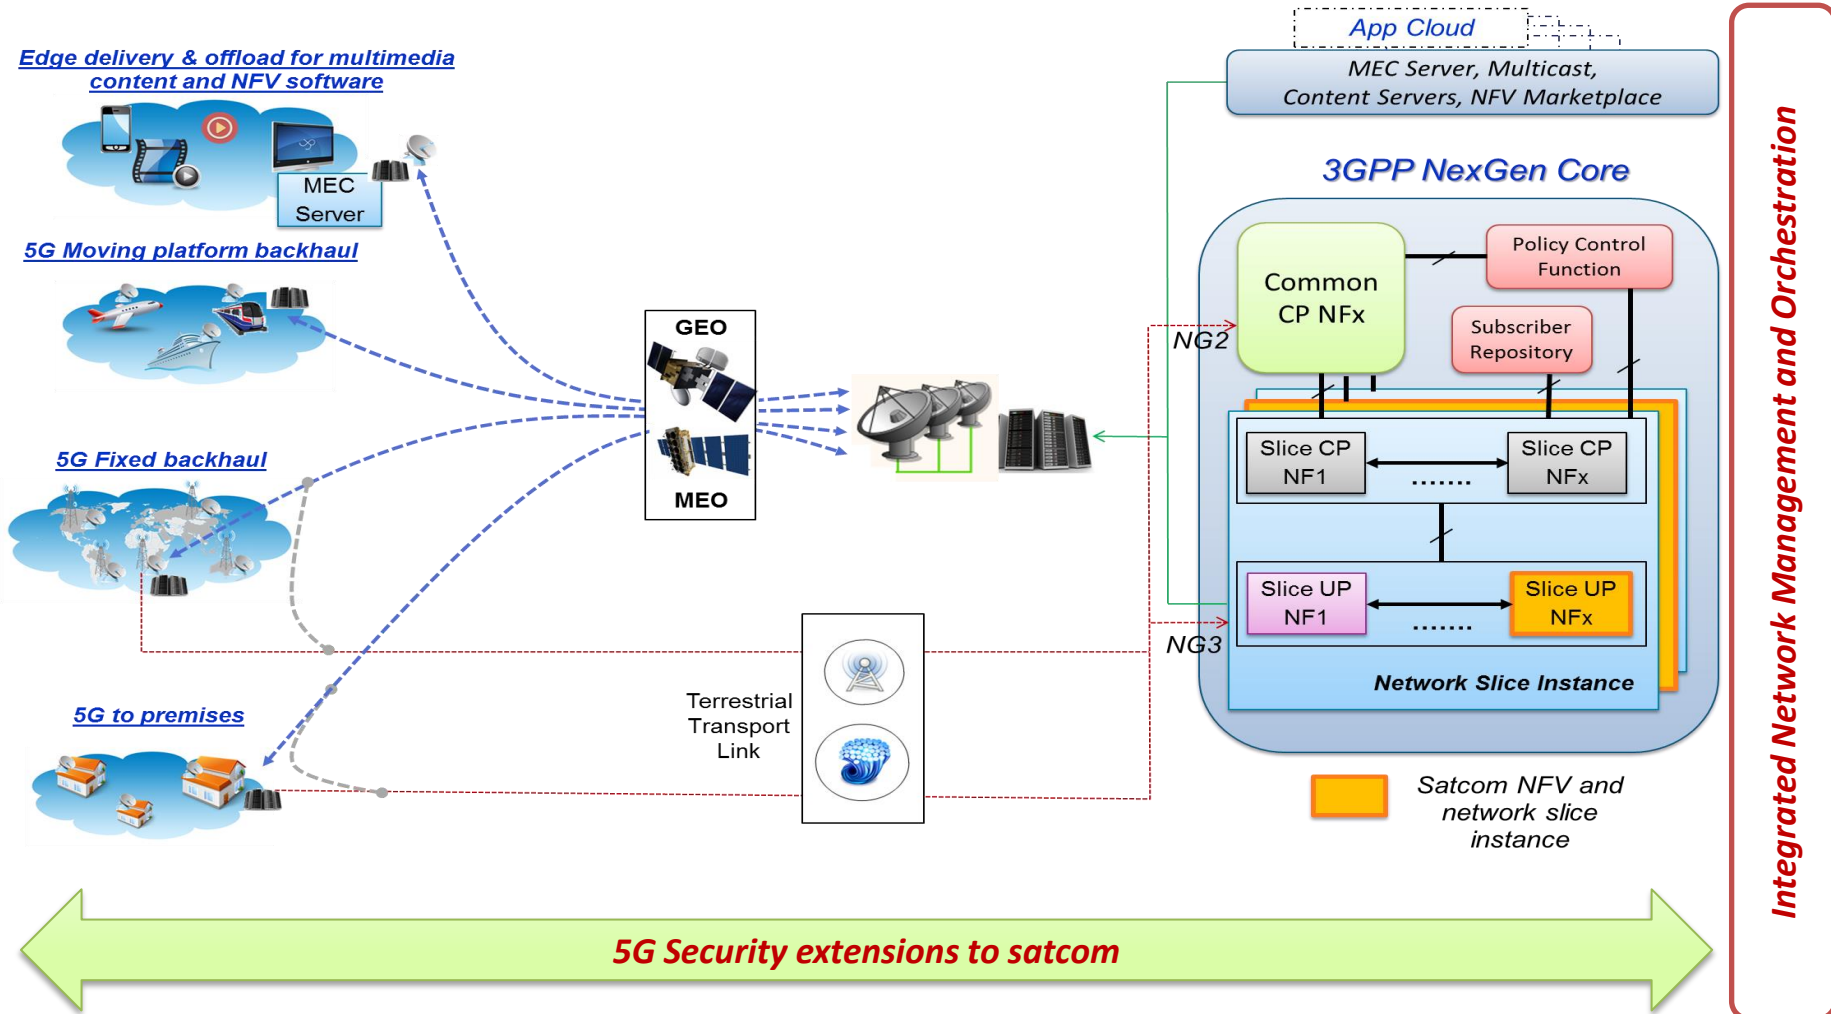 Edge delivery & offload for multimedia
content and NFV software
MEC
Server
5G Moving platform backhaul
5G Fixed backhaul
5G to premises
GEO
MEO
Terrestrial
Transport
Link
App Cloud
MEC Server, Multicast,
Content Servers, NFV Marketplace
3GPP NexGen Core
Common
CP NFx
Policy Control
Function
Subscriber
Repository
NG2
Slice CP
NF1
.......
Slice CP
NFx
Slice UP
NF1
.......
Slice UP
NFx
NG3
Network Slice Instance
Satcom NFV and
network slice
instance
5G Security extensions to satcom
Integrated Network Management and Orchestration